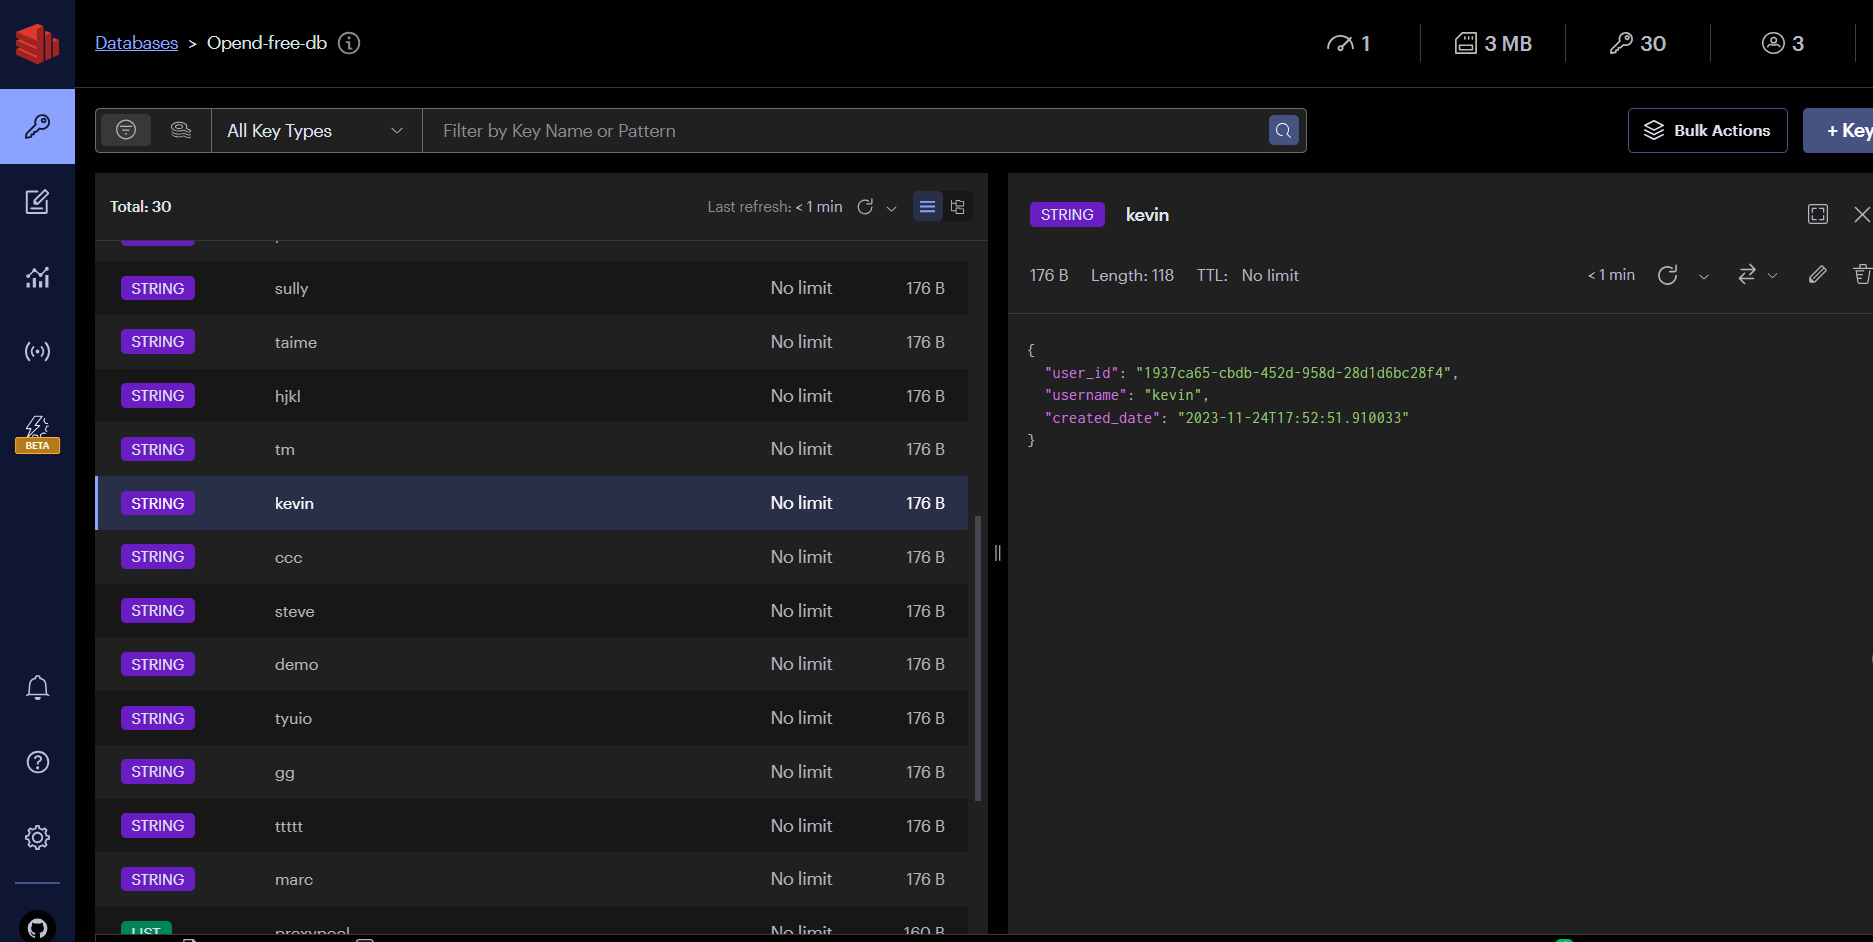 Databases > Opend-free-db
1
3 MB
30
3
All Key Types
Filter by Key Name or Pattern
Bulk Actions
+ Key
Total: 30
Last refresh: < 1 min
STRING sully No limit 176 B
STRING taime No limit 176 B
STRING hjkl No limit 176 B
STRING tm No limit 176 B
STRING kevin No limit 176 B
STRING ccc No limit 176 B
STRING steve No limit 176 B
STRING demo No limit 176 B
STRING tyuio No limit 176 B
STRING gg No limit 176 B
STRING ttttt No limit 176 B
STRING marc No limit 176 B
LIST proxypool No limit 160 B
STRING kevin
176 B Length: 118 TTL: No limit < 1 min
{
"user_id": "1937ca65-cbdb-452d-958d-28d1d6bc28f4",
"username": "kevin",
"created_date": "2023-11-24T17:52:51.910033"
}
BETA